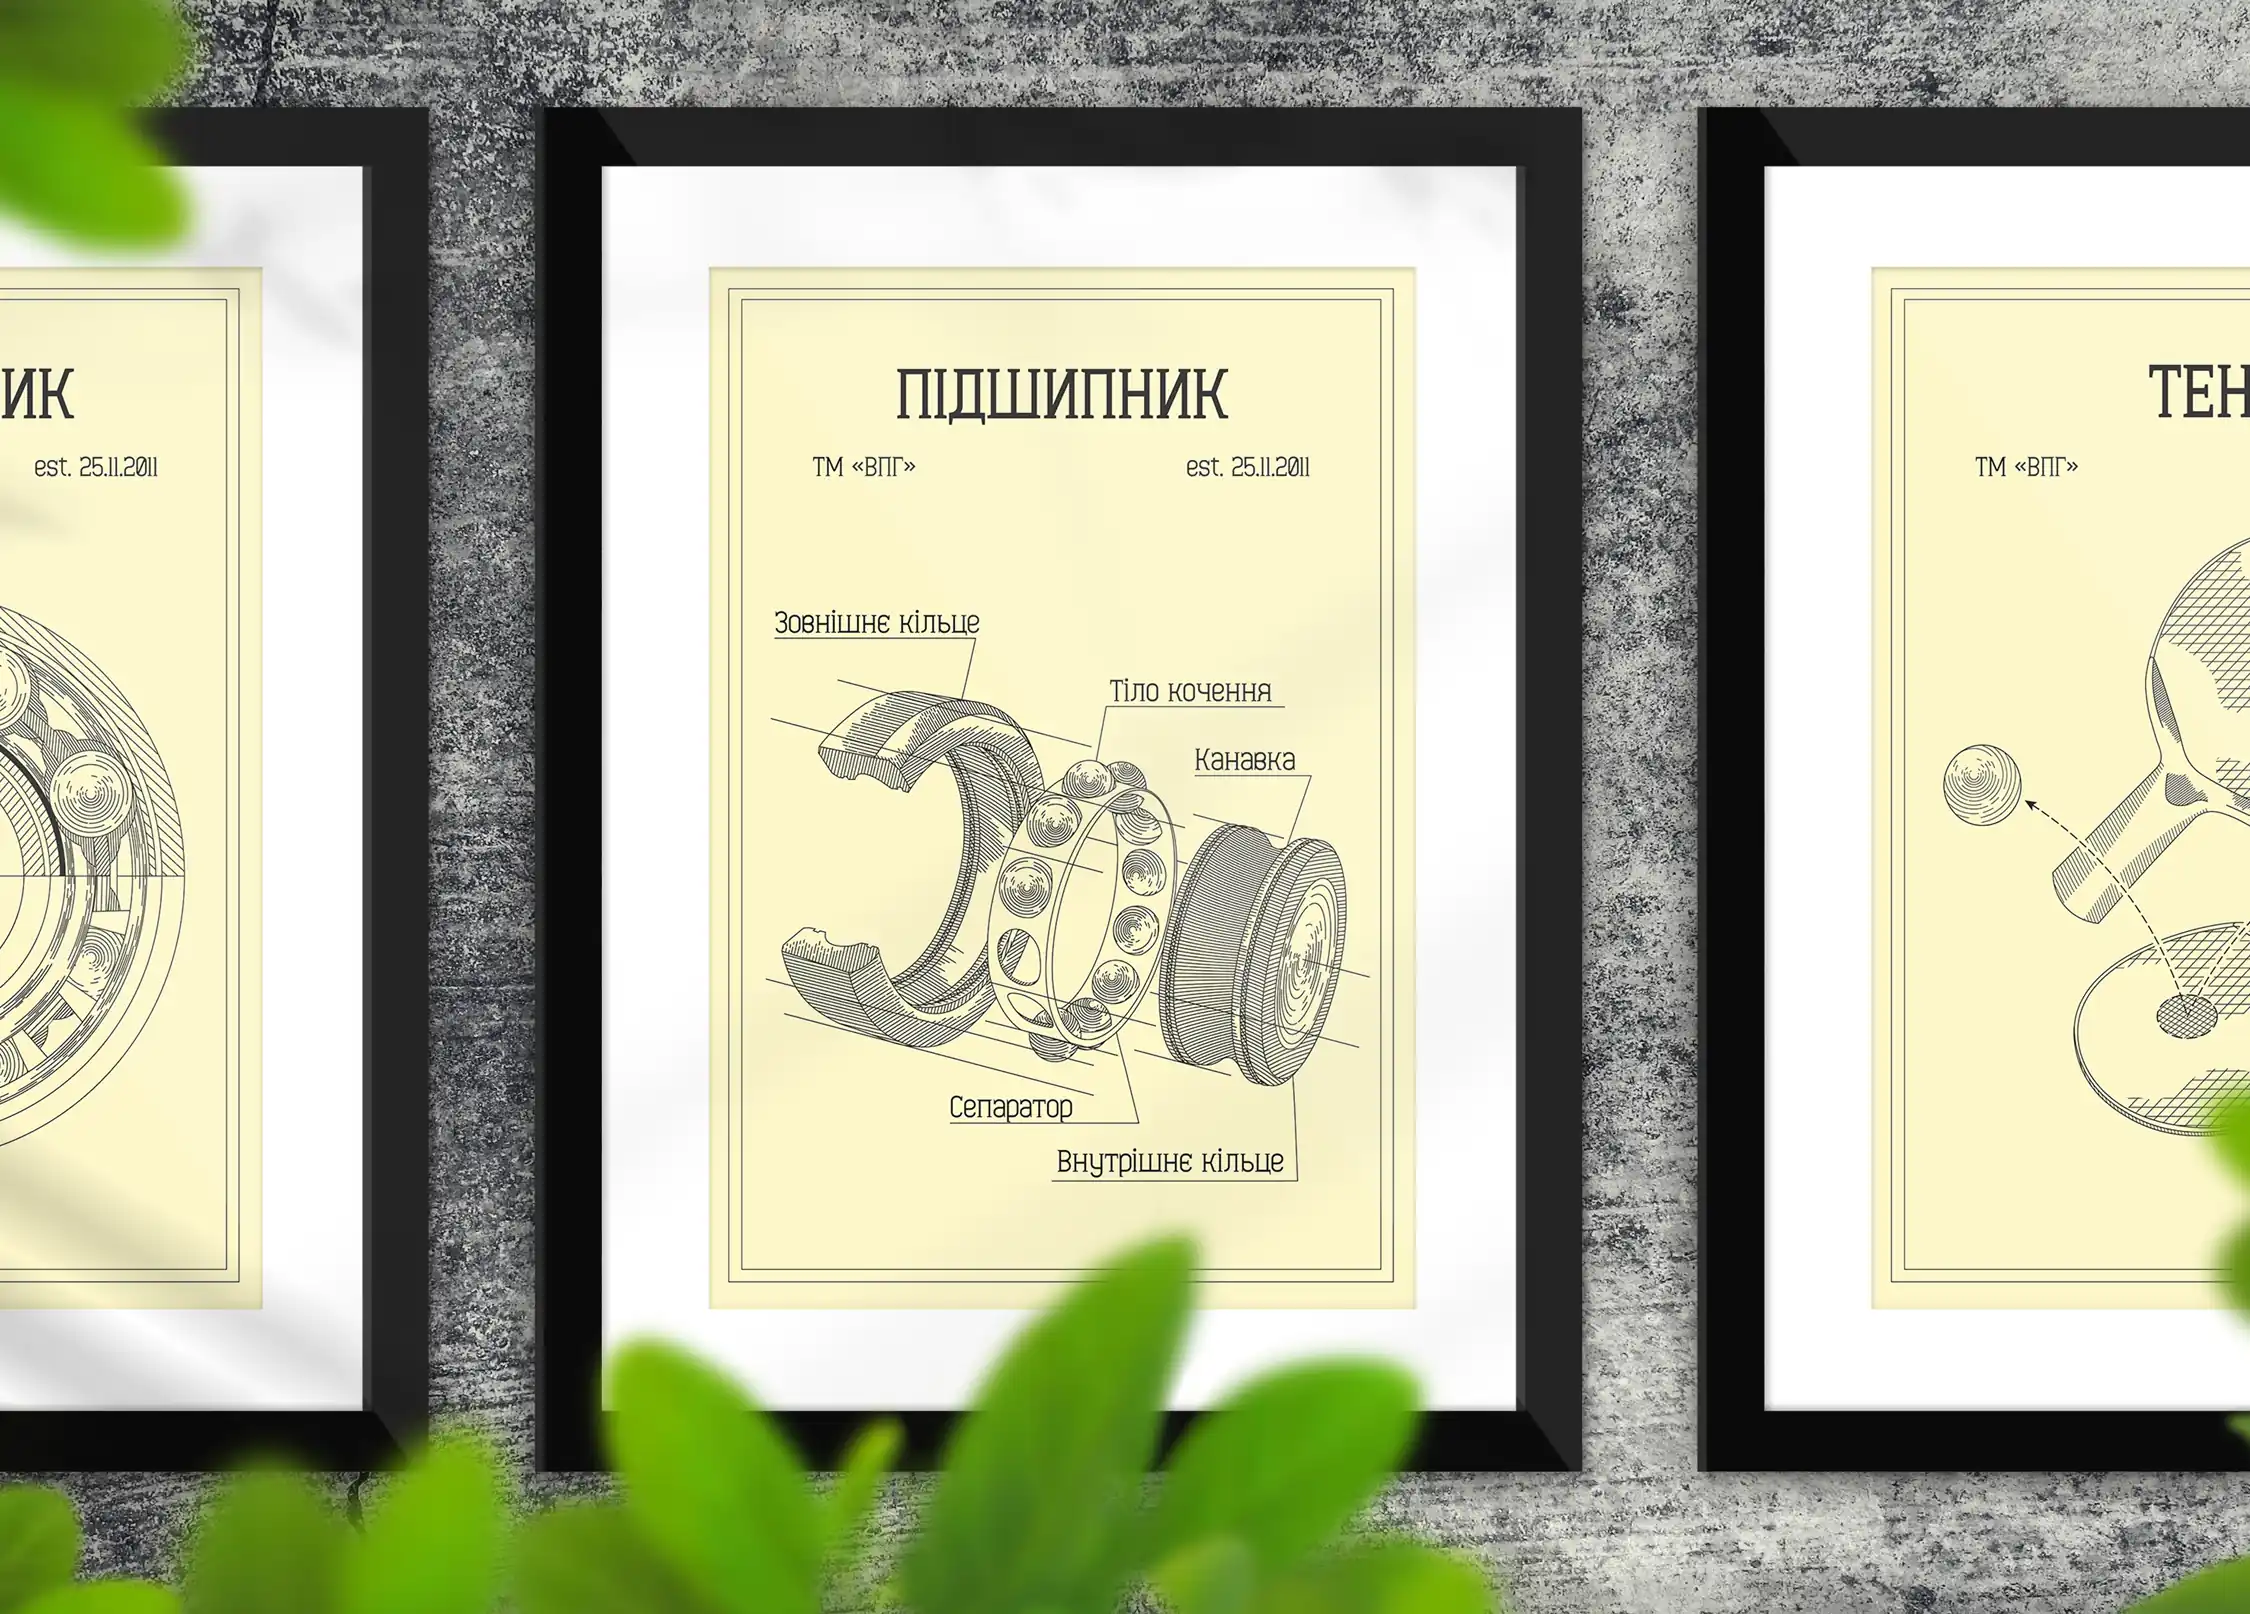 ИК
est. 25.11.2011
ПІДШИПНИК
ТМ «ВПГ»
est. 25.11.2011
Зовнішнє кільце
Тіло кочення
Канавка
Сепаратор
Внутрішнє кільце
ТЕН
ТМ «ВПГ»